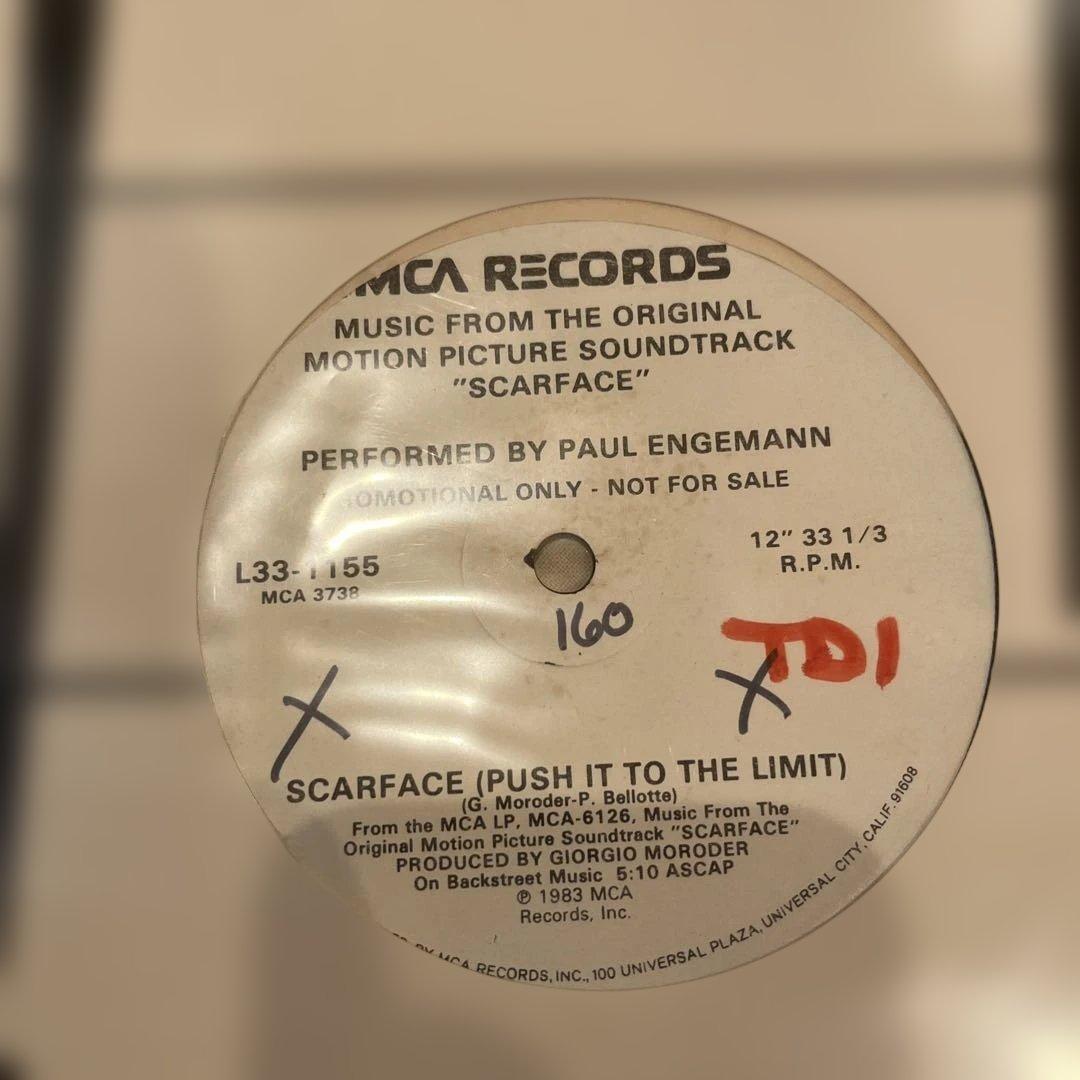 MCA RECORDS
MUSIC FROM THE ORIGINAL
MOTION PICTURE SOUNDTRACK
"SCARFACE"
PERFORMED BY PAUL ENGEMANN
PROMOTIONAL ONLY - NOT FOR SALE
L33-1155
MCA 3738
12" 33 1/3
R.P.M.
160
TDI
X
X
SCARFACE (PUSH IT TO THE LIMIT)
(G. Moroder-P. Bellotte)
From the MCA LP, MCA-6126, Music From The
Original Motion Picture Soundtrack "SCARFACE"
PRODUCED BY GIORGIO MORODER
On Backstreet Music 5:10 ASCAP
℗ 1983 MCA
Records, Inc.
BY MCA RECORDS, INC., 100 UNIVERSAL PLAZA, UNIVERSAL CITY, CALIF. 91608